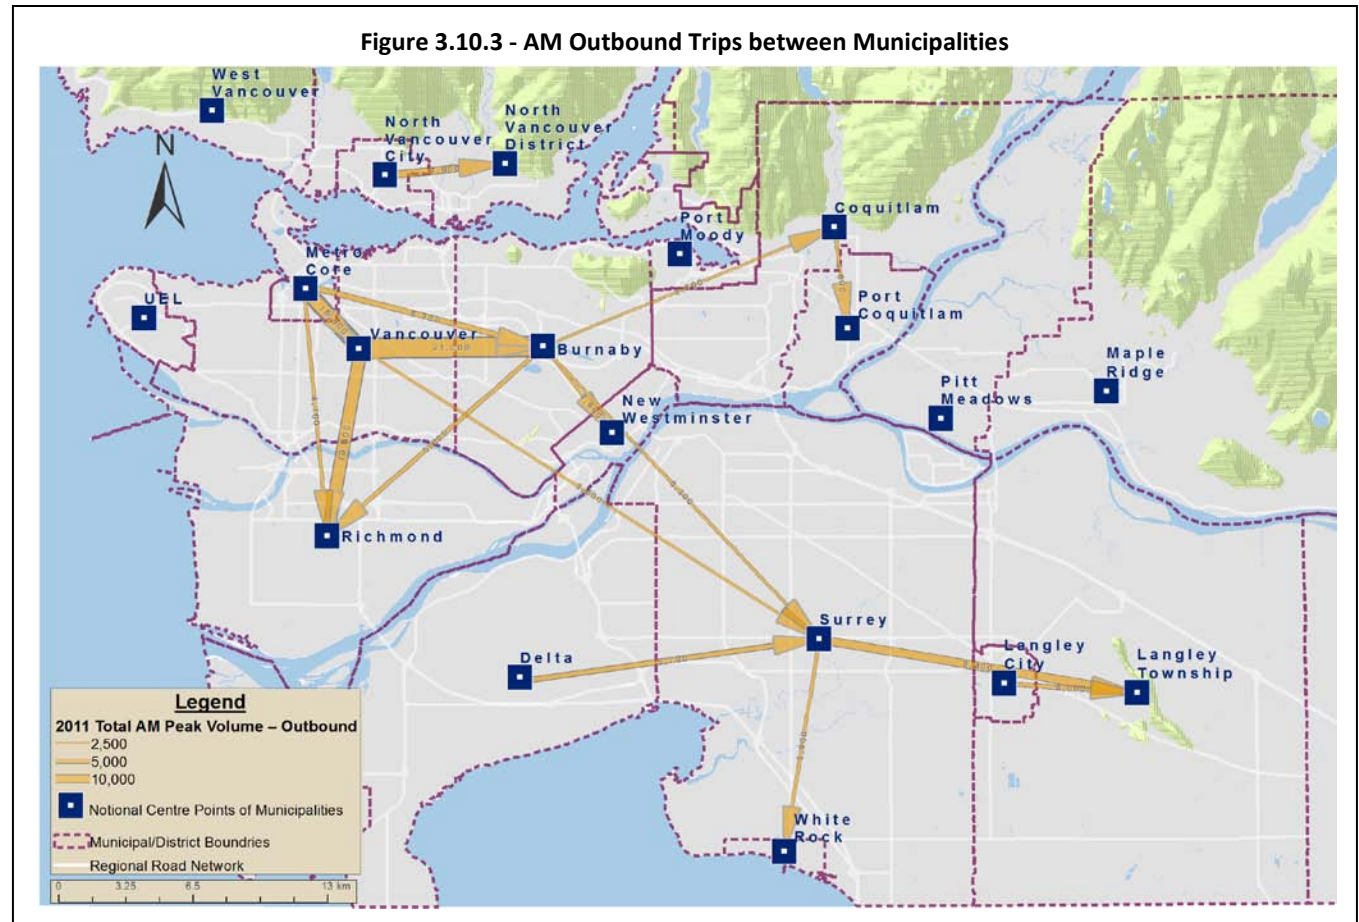 Figure 3.10.3 - AM Outbound Trips between Municipalities
West
Vancouver
North
Vancouver
City
North
Vancouver
District
N
Port
Moody
Coquitlam
Metro
Core
UEL
Port
Coquitlam
Vancouver
21,000
Burnaby
Maple
Ridge
Pitt
Meadows
New
Westminster
Richmond
Surrey
Delta
Langley
City
Langley
Township
White
Rock
Legend
2011 Total AM Peak Volume – Outbound
2,500
5,000
10,000
Notional Centre Points of Municipalities
Municipal/District Boundries
Regional Road Network
0 3.25 6.5 13 km